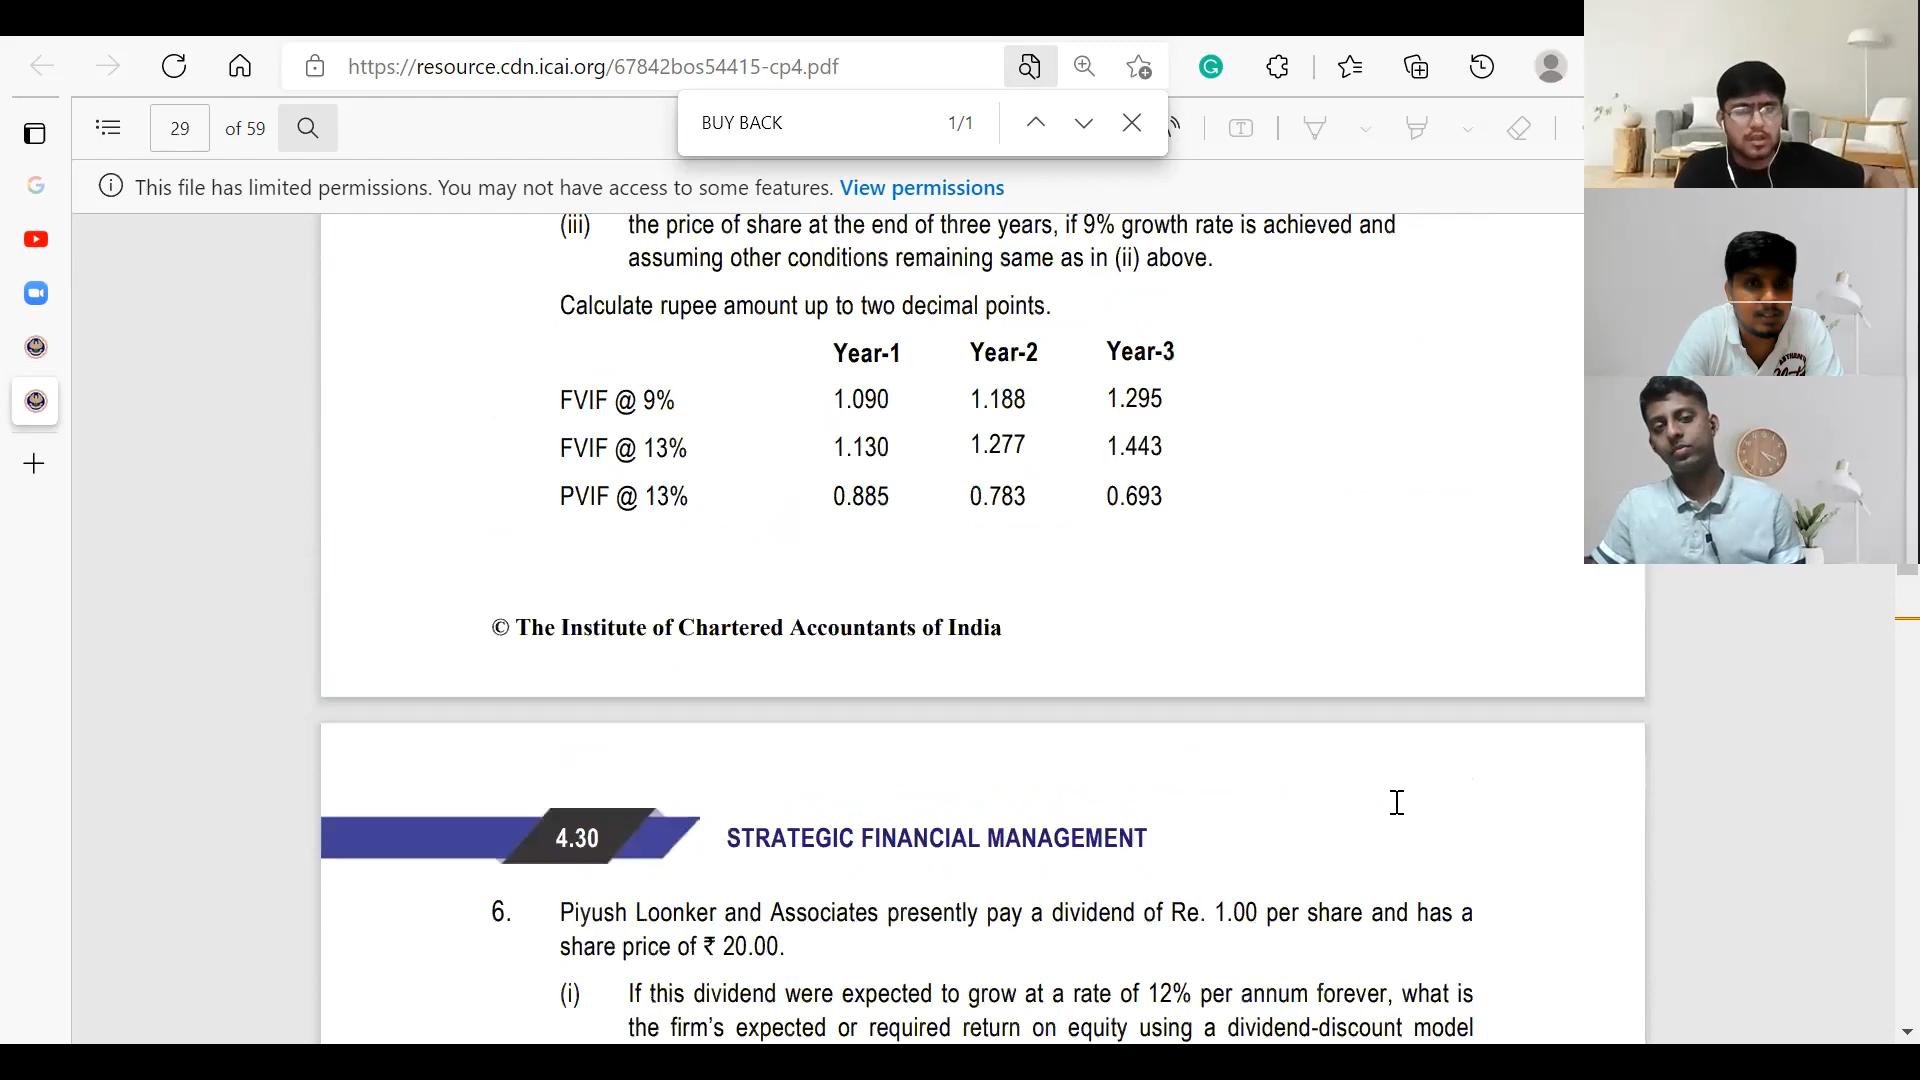 https://resource.cdn.icai.org/67842bos54415-cp4.pdf
29 of 59
BUY BACK 1/1
This file has limited permissions. You may not have access to some features. View permissions
(iii) the price of share at the end of three years, if 9% growth rate is achieved and
assuming other conditions remaining same as in (ii) above.
Calculate rupee amount up to two decimal points.
Year-1 Year-2 Year-3
FVIF @ 9% 1.090 1.188 1.295
FVIF @ 13% 1.130 1.277 1.443
PVIF @ 13% 0.885 0.783 0.693
© The Institute of Chartered Accountants of India
4.30 STRATEGIC FINANCIAL MANAGEMENT
6. Piyush Loonker and Associates presently pay a dividend of Re. 1.00 per share and has a
share price of ₹ 20.00.
(i) If this dividend were expected to grow at a rate of 12% per annum forever, what is
the firm's expected or required return on equity using a dividend-discount model